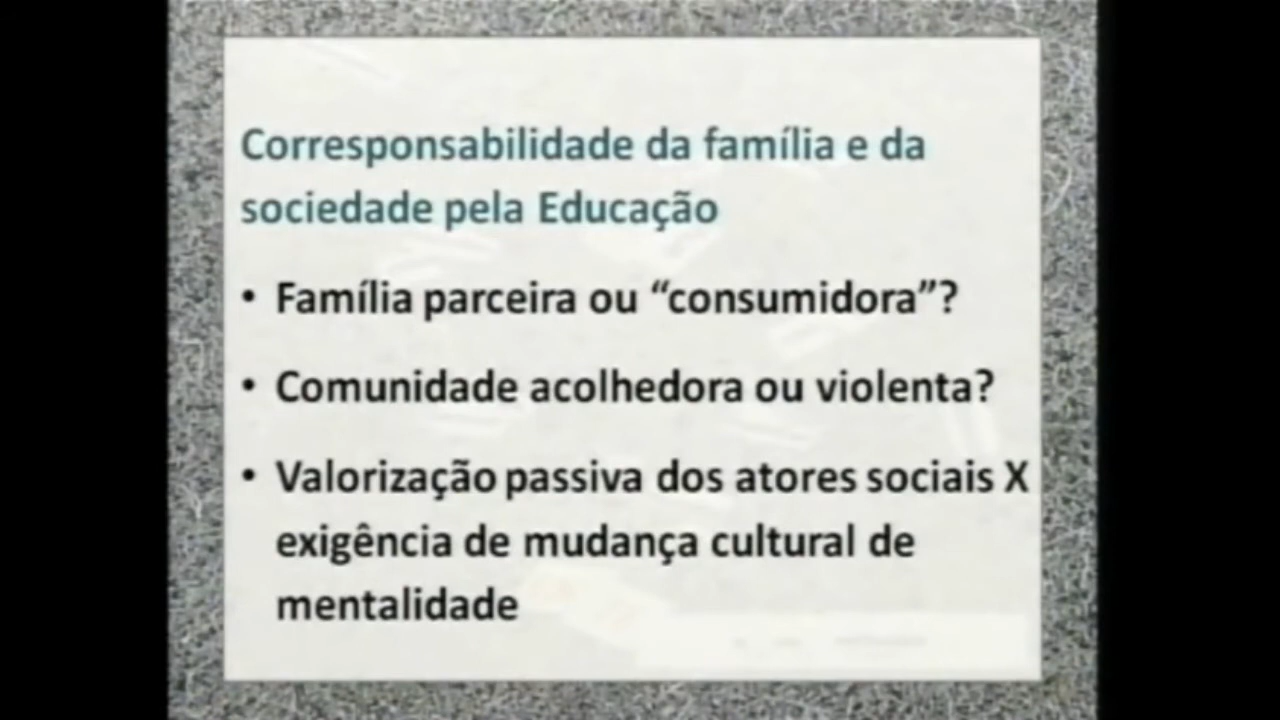 Corresponsabilidade da família e da
sociedade pela Educação
• Família parceira ou “consumidora”?
• Comunidade acolhedora ou violenta?
• Valorização passiva dos atores sociais X
exigência de mudança cultural de
mentalidade